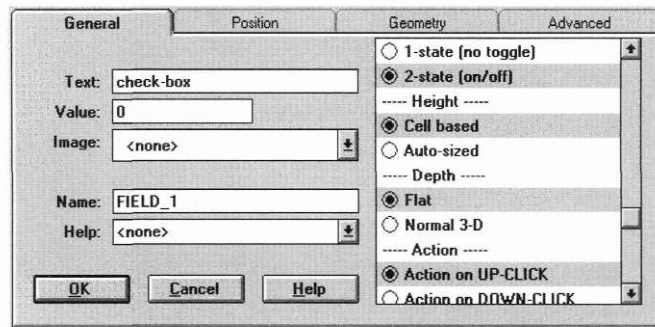 General Position Geometry Advanced
Text: check-box
Value: 0
Image: <none>
Name: FIELD_1
Help: <none>
OK Cancel Help
1-state (no toggle)
2-state (on/off)
----- Height -----
Cell based
Auto-sized
----- Depth -----
Flat
Normal 3-D
----- Action -----
Action on UP-CLICK
Action on DOWN-CLICK